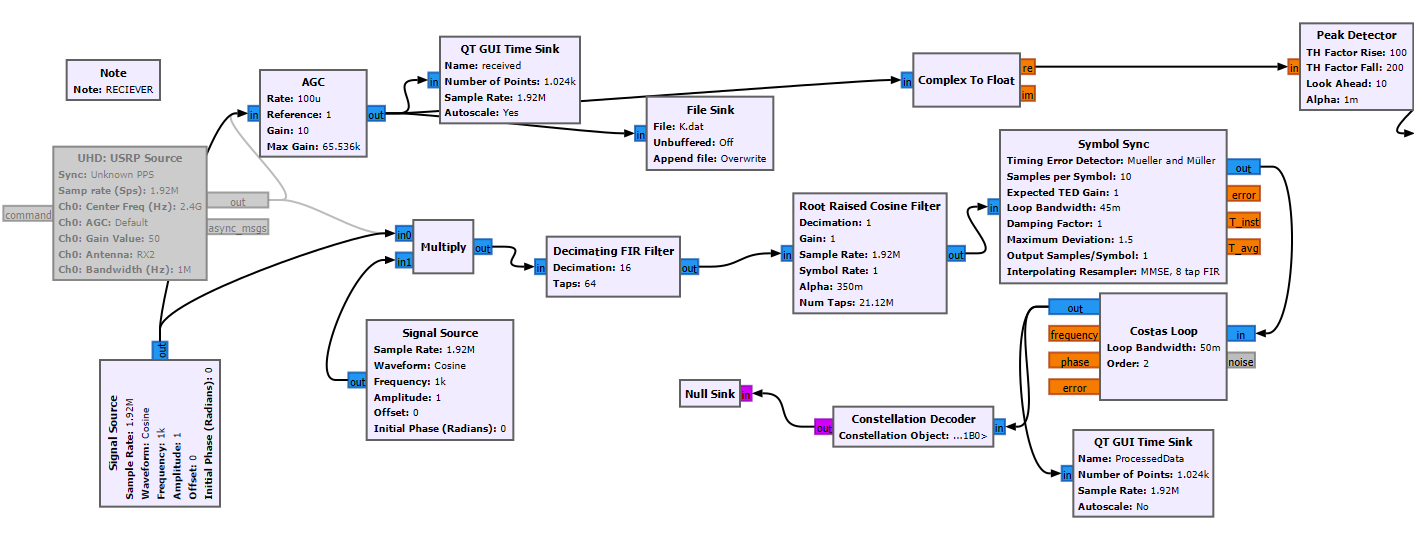 Note
Note: RECIEVER
AGC
Rate: 100u
Reference: 1
Gain: 10
Max Gain: 65.536k
in
out
QT GUI Time Sink
Name: received
Number of Points: 1.024k
Sample Rate: 1.92M
Autoscale: Yes
in
File Sink
File: K.dat
Unbuffered: Off
Append file: Overwrite
in
Complex To Float
in
re
im
Peak Detector
TH Factor Rise: 100
TH Factor Fall: 200
Look Ahead: 10
Alpha: 1m
in
UHD: USRP Source
Sync: Unknown PPS
Samp rate (Sps): 1.92M
Ch0: Center Freq (Hz): 2.4G
Ch0: AGC: Default
Ch0: Gain Value: 50
Ch0: Antenna: RX2
Ch0: Bandwidth (Hz): 1M
command
out
async_msgs
Multiply
in0
in1
out
Decimating FIR Filter
Decimation: 16
Taps: 64
in
out
Root Raised Cosine Filter
Decimation: 1
Gain: 1
Sample Rate: 1.92M
Symbol Rate: 1
Alpha: 350m
Num Taps: 21.12M
in
out
Symbol Sync
Timing Error Detector: Mueller and Müller
Samples per Symbol: 10
Expected TED Gain: 1
Loop Bandwidth: 45m
Damping Factor: 1
Maximum Deviation: 1.5
Output Samples/Symbol: 1
Interpolating Resampler: MMSE, 8 tap FIR
in
out
error
T_inst
T_avg
Costas Loop
Loop Bandwidth: 50m
Order: 2
out
frequency
phase
error
in
noise
Signal Source
Sample Rate: 1.92M
Waveform: Cosine
Frequency: 1k
Amplitude: 1
Offset: 0
Initial Phase (Radians): 0
out
Signal Source
Sample Rate: 1.92M
Waveform: Cosine
Frequency: 1k
Amplitude: 1
Offset: 0
Initial Phase (Radians): 0
out
Null Sink
in
Constellation Decoder
Constellation Object: ...1B0>
out
in
QT GUI Time Sink
Name: ProcessedData
Number of Points: 1.024k
Sample Rate: 1.92M
Autoscale: No
in